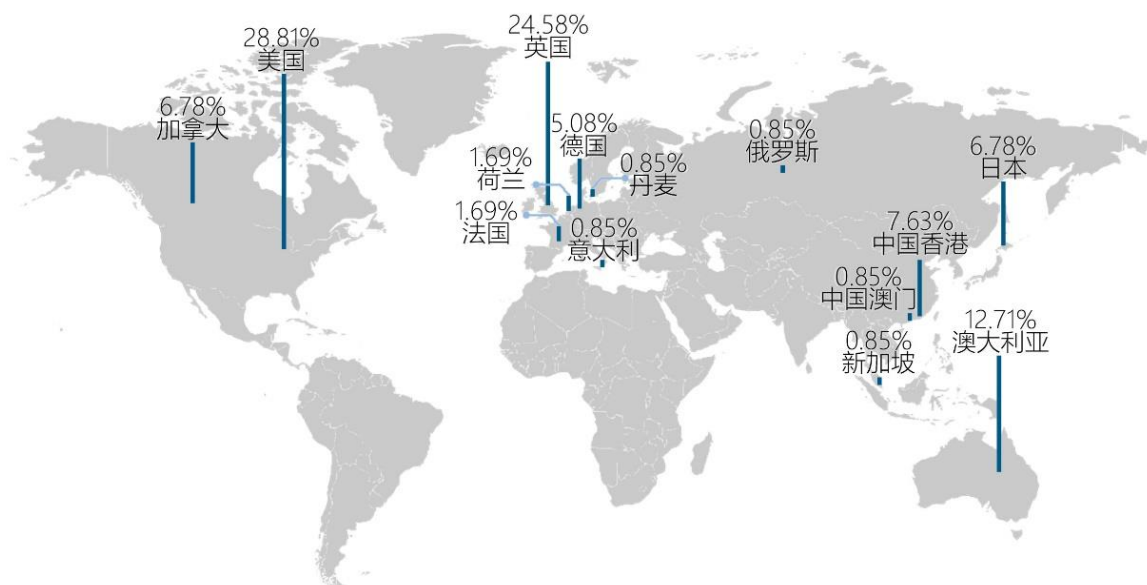 28.81%
美国
24.58%
英国
6.78%
加拿大
5.08%
德国
1.69%
荷兰
0.85%
丹麦
0.85%
俄罗斯
6.78%
日本
1.69%
法国
0.85%
意大利
7.63%
中国香港
0.85%
中国澳门
12.71%
澳大利亚
0.85%
新加坡